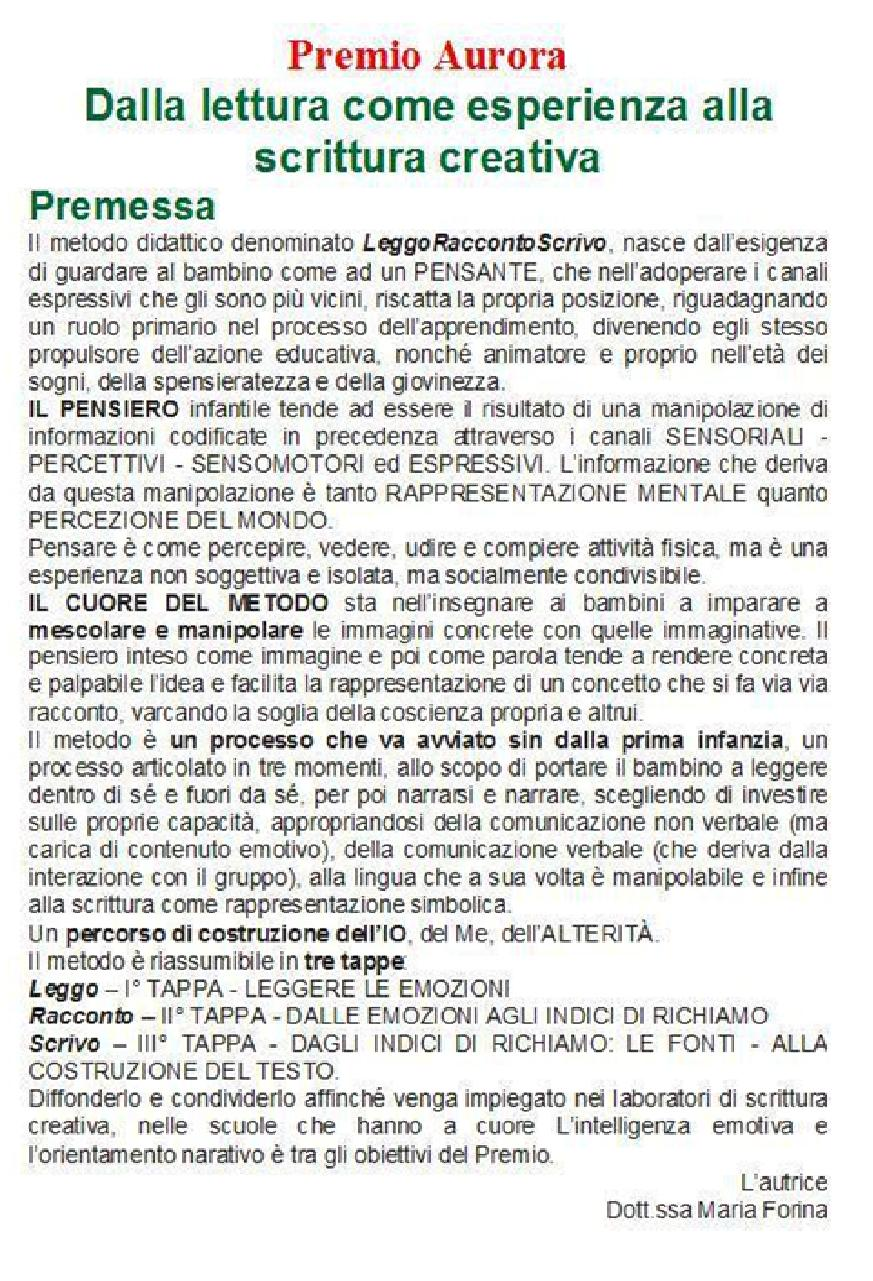 Premio Aurora
Dalla lettura come esperienza alla
scrittura creativa
Premessa
Il metodo didattico denominato LeggoRaccontoScrivo, nasce dall'esigenza
di guardare al bambino come ad un PENSANTE, che nell'adoperare i canali
espressivi che gli sono più vicini, riscatta la propria posizione, riguadagnando
un ruolo primario nel processo dell'apprendimento, divenendo egli stesso
propulsore dell'azione educativa, nonché animatore e proprio nell'età dei
sogni, della spensieratezza e della giovinezza.
IL PENSIERO infantile tende ad essere il risultato di una manipolazione di
informazioni codificate in precedenza attraverso i canali SENSORIALI -
PERCETTIVI - SENSOMOTORI ed ESPRESSIVI. L'informazione che deriva
da questa manipolazione è tanto RAPPRESENTAZIONE MENTALE quanto
PERCEZIONE DEL MONDO.
Pensare è come percepire, vedere, udire e compiere attività fisica, ma è una
esperienza non soggettiva e isolata, ma socialmente condivisibile.
IL CUORE DEL METODO sta nell'insegnare ai bambini a imparare a
mescolare e manipolare le immagini concrete con quelle immaginative. Il
pensiero inteso come immagine e poi come parola tende a rendere concreta
e palpabile l'idea e facilita la rappresentazione di un concetto che si fa via via
racconto, varcando la soglia della coscienza propria e altrui.
Il metodo è un processo che va avviato sin dalla prima infanzia, un
processo articolato in tre momenti, allo scopo di portare il bambino a leggere
dentro di sé e fuori da sé, per poi narrarsi e narrare, scegliendo di investire
sulle proprie capacità, appropriandosi della comunicazione non verbale (ma
carica di contenuto emotivo), della comunicazione verbale (che deriva dalla
interazione con il gruppo), alla lingua che a sua volta è manipolabile e infine
alla scrittura come rappresentazione simbolica.
Un percorso di costruzione dell'IO, del Me, dell'ALTERITÀ.
Il metodo è riassumibile in tre tappe:
Leggo – I° TAPPA - LEGGERE LE EMOZIONI
Racconto – II° TAPPA - DALLE EMOZIONI AGLI INDICI DI RICHIAMO
Scrivo – III° TAPPA - DAGLI INDICI DI RICHIAMO: LE FONTI - ALLA
COSTRUZIONE DEL TESTO.
Diffonderlo e condividerlo affinché venga impiegato nei laboratori di scrittura
creativa, nelle scuole che hanno a cuore L'intelligenza emotiva e
l'orientamento narativo è tra gli obiettivi del Premio.
L'autrice
Dott.ssa Maria Forina